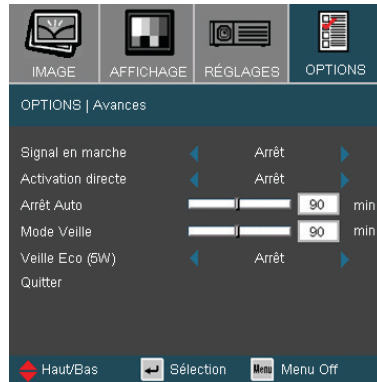 IMAGE AFFICHAGE RÉGLAGES OPTIONS
OPTIONS | Avances
Signal en marche Arrêt
Activation directe Arrêt
Arrêt Auto 90 min
Mode Veille 90 min
Veille Eco (5W) Arrêt
Quitter
Haut/Bas Sélection Menu Menu Off